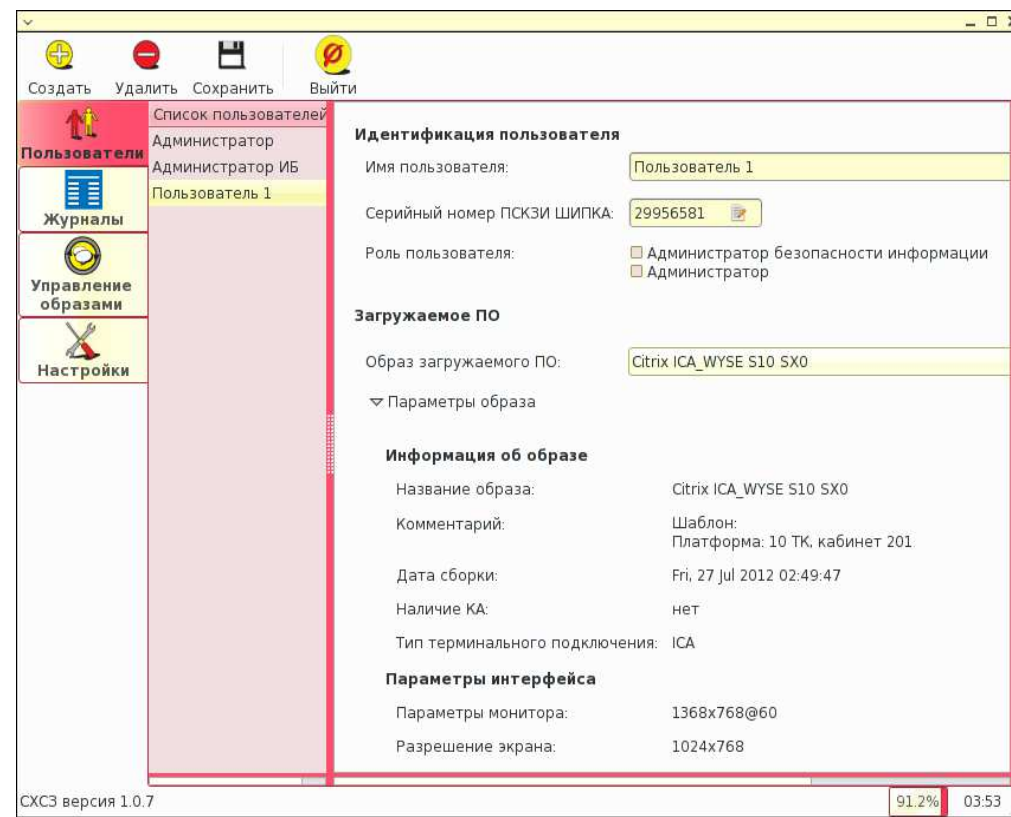 Создать Удалить Сохранить Выйти
Пользователи
Журналы
Управление
образами
Настройки
Список пользователей
Администратор
Администратор ИБ
Пользователь 1
Идентификация пользователя
Имя пользователя: Пользователь 1
Серийный номер ПСКЗИ ШИПКА: 29956581
Роль пользователя: Администратор безопасности информации
Администратор
Загружаемое ПО
Образ загружаемого ПО: Citrix ICA_WYSE S10 SX0
Параметры образа
Информация об образе
Название образа: Citrix ICA_WYSE S10 SX0
Комментарий: Шаблон:
Платформа: 10 ТК, кабинет 201
Дата сборки: Fri, 27 Jul 2012 02:49:47
Наличие КА: нет
Тип терминального подключения: ICA
Параметры интерфейса
Параметры монитора: 1368x768@60
Разрешение экрана: 1024x768
СХСЗ версия 1.0.7 91.2% 03:53